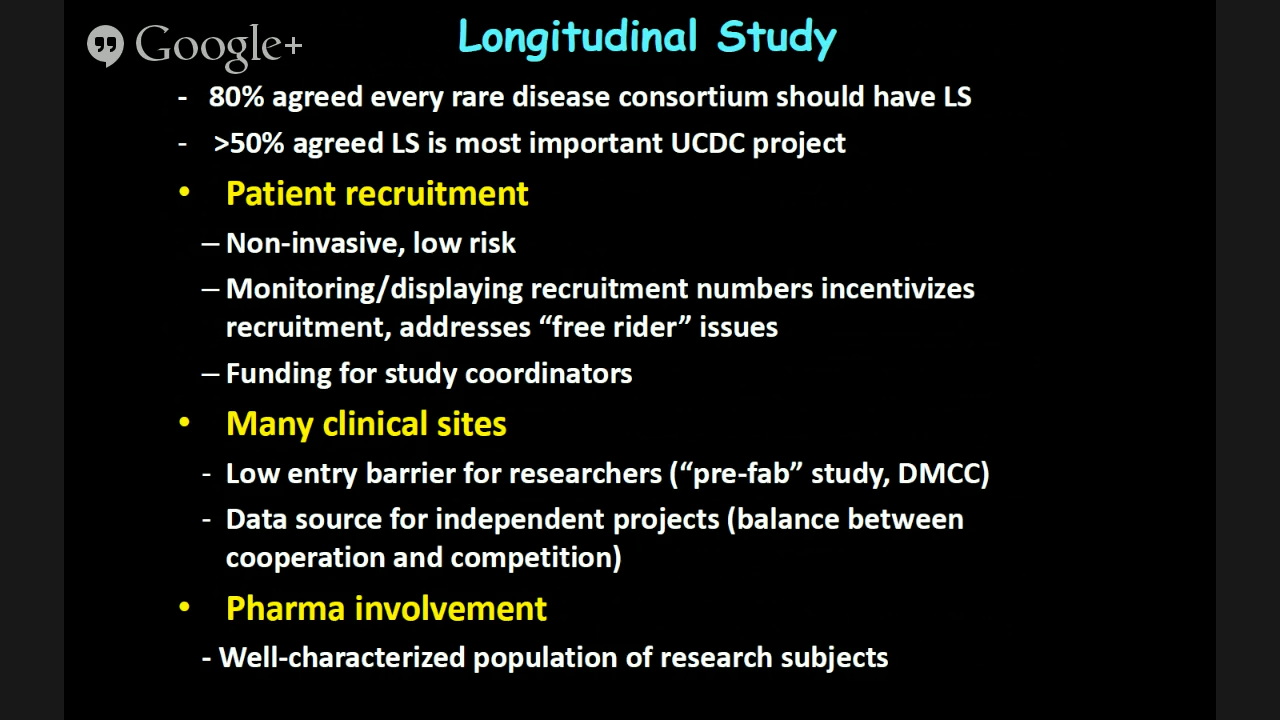 Google+
Longitudinal Study
- 80% agreed every rare disease consortium should have LS
- >50% agreed LS is most important UCDC project
• Patient recruitment
– Non-invasive, low risk
– Monitoring/displaying recruitment numbers incentivizes
recruitment, addresses “free rider” issues
– Funding for study coordinators
• Many clinical sites
- Low entry barrier for researchers (“pre-fab” study, DMCC)
- Data source for independent projects (balance between
cooperation and competition)
• Pharma involvement
- Well-characterized population of research subjects